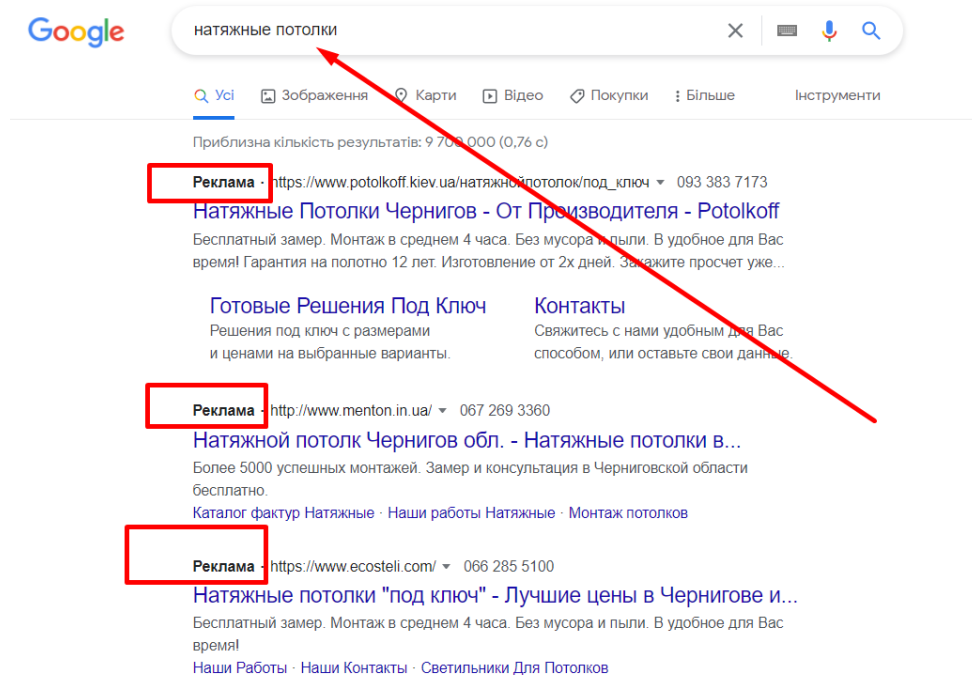 Google
натяжные потолки
Усі Зображення Карти Відео Покупки Більше Інструменти
Приблизна кількість результатів: 9 700 000 (0,76 с)
Реклама · https://www.potolkoff.kiev.ua/натяжнойпотолок/под_ключ 093 383 7173
Натяжные Потолки Чернигов - От Производителя - Potolkoff
Бесплатный замер. Монтаж в среднем 4 часа. Без мусора и пыли. В удобное для Вас
время! Гарантия на полотно 12 лет. Изготовление от 2х дней. Закажите просчет уже...
Готовые Решения Под Ключ
Решения под ключ с размерами
и ценами на выбранные варианты.
Контакты
Свяжитесь с нами удобным для Вас
способом, или оставьте свои данные.
Реклама · http://www.menton.in.ua/ 067 269 3360
Натяжной потолок Чернигов обл. - Натяжные потолки в...
Более 5000 успешных монтажей. Замер и консультация в Черниговской области
бесплатно.
Каталог фактур Натяжные · Наши работы Натяжные · Монтаж потолков
Реклама · https://www.ecosteli.com/ 066 285 5100
Натяжные потолки "под ключ" - Лучшие цены в Чернигове и...
Бесплатный замер. Монтаж в среднем 4 часа. Без мусора и пыли. В удобное для Вас
время!
Наши Работы · Наши Контакты · Светильники Для Потолков